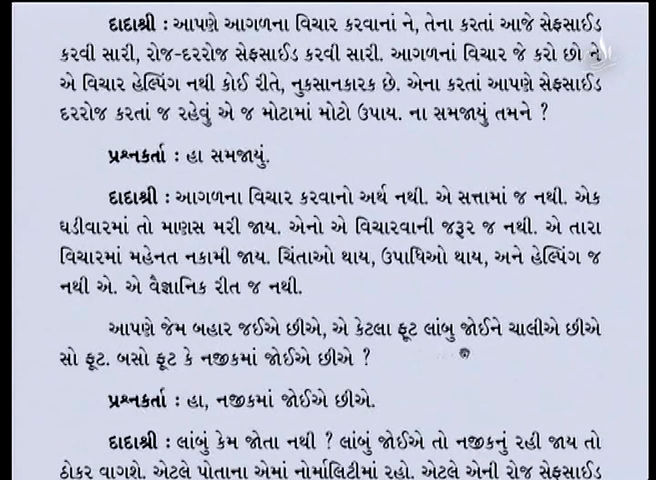 દાદાશ્રી : આપણે આગળના વિચાર કરવાનાં ને, તેના કરતાં આજે સેફસાઈડ
કરવી સારી, રોજ-દરરોજ સેફસાઈડ કરવી સારી. આગળનાં વિચાર જે કરો છો ને
એ વિચાર હેલ્પિંગ નથી કોઈ રીતે, નુકસાનકારક છે. એના કરતાં આપણે સેફસાઈડ
દરરોજ કરતાં જ રહેવું એ જ મોટામાં મોટો ઉપાય. ના સમજાયું તમને ?
પ્રશ્નકર્તા : હા સમજાયું.
દાદાશ્રી : આગળના વિચાર કરવાનો અર્થ નથી. એ સત્તામાં જ નથી. એક
ઘડીવારમાં તો માણસ મરી જાય. એનો એ વિચારવાની જરૂર જ નથી. એ તારા
વિચારમાં મહેનત નકામી જાય. ચિંતાઓ થાય, ઉપાધિઓ થાય, અને હેલ્પિંગ જ
નથી એ. એ વૈજ્ઞાનિક રીત જ નથી.
આપણે જેમ બહાર જઈએ છીએ, એ કેટલા ફૂટ લાંબુ જોઈને ચાલીએ છીએ
સો ફૂટ. બસો ફૂટ કે નજીકમાં જોઈએ છીએ ?
પ્રશ્નકર્તા : હા, નજીકમાં જોઈએ છીએ.
દાદાશ્રી : લાંબું કેમ જોતા નથી ? લાંબું જોઈએ તો નજીકનું રહી જાય તો
ઠોકર વાગશે. એટલે પોતાના એમાં નોર્માલિટીમાં રહો. એટલે એની રોજ સેફસાઈડ